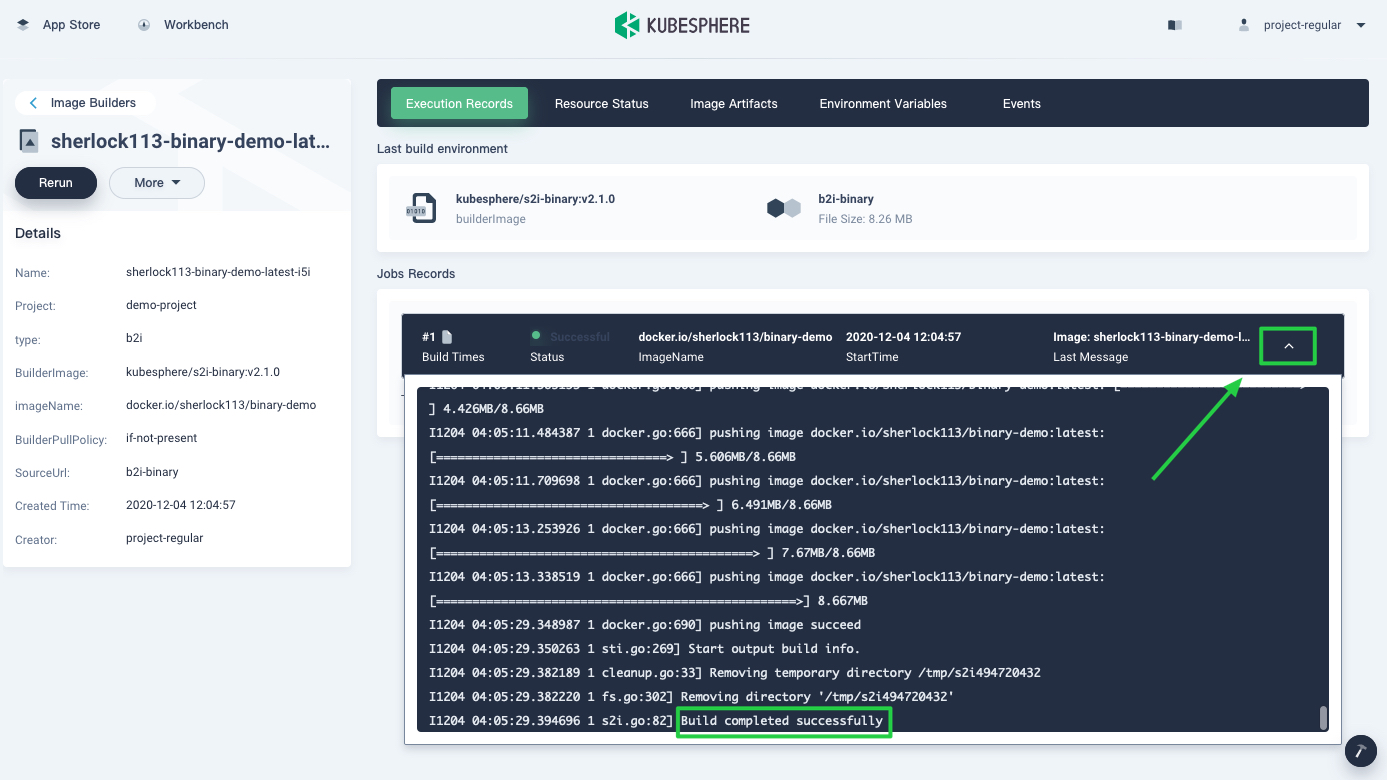 App Store
Workbench
KUBESPHERE
project-regular
Image Builders
sherlock113-binary-demo-lat...
Rerun
More
Details
Name: sherlock113-binary-demo-latest-i5i
Project: demo-project
type: b2i
BuilderImage: kubesphere/s2i-binary:v2.1.0
imageName: docker.io/sherlock113/binary-demo
BuilderPullPolicy: if-not-present
SourceUrl: b2i-binary
Created Time: 2020-12-04 12:04:57
Creator: project-regular
Execution Records
Resource Status
Image Artifacts
Environment Variables
Events
Last build environment
01010
kubesphere/s2i-binary:v2.1.0
builderImage
b2i-binary
File Size: 8.26 MB
Jobs Records
#1
Build Times
Successful
Status
docker.io/sherlock113/binary-demo
ImageName
2020-12-04 12:04:57
StartTime
Image: sherlock113-binary-demo-l...
Last Message
pushing image docker.io/sherlock113/binary-demo:latest:
] 4.426MB/8.66MB
I1204 04:05:11.484387 1 docker.go:666] pushing image docker.io/sherlock113/binary-demo:latest:
[================================> ] 5.606MB/8.66MB
I1204 04:05:11.709698 1 docker.go:666] pushing image docker.io/sherlock113/binary-demo:latest:
[=====================================> ] 6.491MB/8.66MB
I1204 04:05:13.253926 1 docker.go:666] pushing image docker.io/sherlock113/binary-demo:latest:
[============================================> ] 7.67MB/8.66MB
I1204 04:05:13.338519 1 docker.go:666] pushing image docker.io/sherlock113/binary-demo:latest:
[==================================================>] 8.667MB
I1204 04:05:29.348987 1 docker.go:690] pushing image succeed
I1204 04:05:29.350263 1 sti.go:269] Start output build info.
I1204 04:05:29.382189 1 cleanup.go:33] Removing temporary directory /tmp/s2i494720432
I1204 04:05:29.382220 1 fs.go:302] Removing directory '/tmp/s2i494720432'
I1204 04:05:29.394696 1 s2i.go:82] Build completed successfully